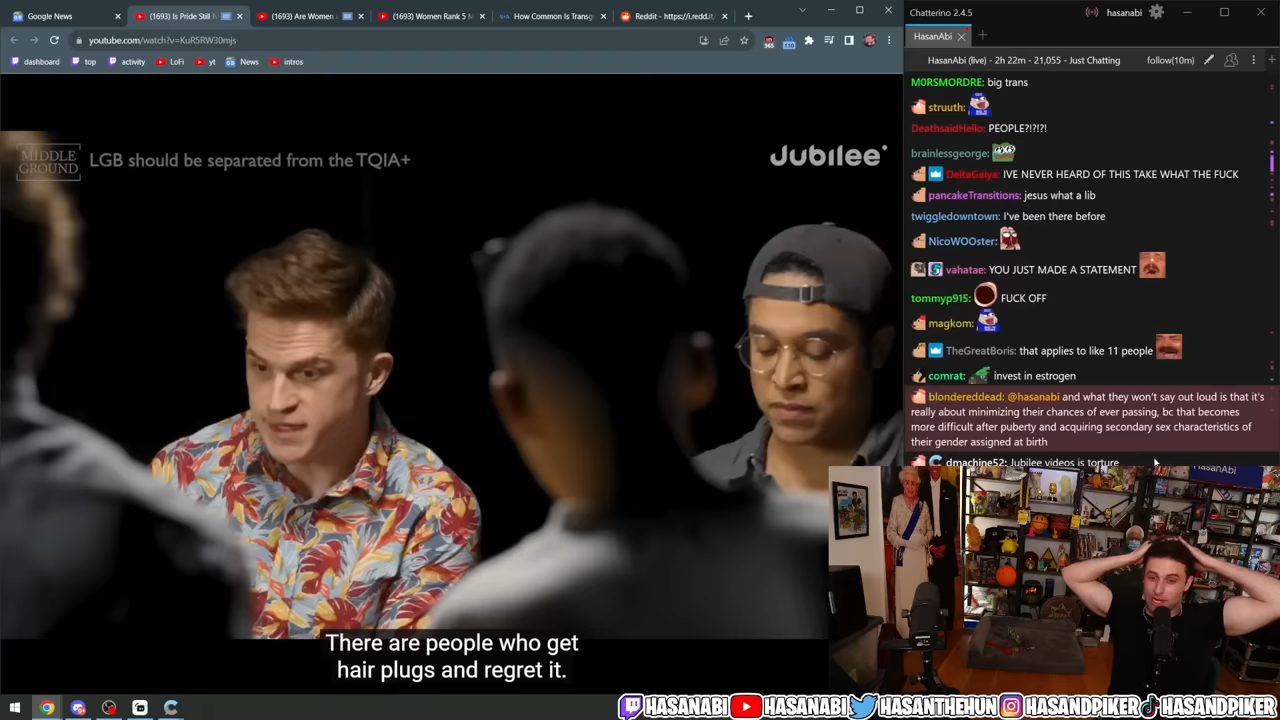 Google News
(1693) Is Pride Still
(1693) Are Women
(1693) Women Rank 5 M
How Common Is Transg
Reddit - https://i.redd.it/
youtube.com/watch?v=KuR5RW30mjs
365
110
dashboard
top
activity
LoFi
yt
News
intros
MIDDLE GROUND
LGB should be separated from the TQIA+
Jubilee
There are people who get
hair plugs and regret it.
Chatterino 2.4.5
hasanabi
HasanAbi
HasanAbi (live) - 2h 22m - 21,055 - Just Chatting
follow(10m)
M0RSMORDRE: big trans
struuth:
DeathsaidHello: PEOPLE?!?!?!
brainlessgeorge:
DeltaGaiya: IVE NEVER HEARD OF THIS TAKE WHAT THE FUCK
pancakeTransitions: jesus what a lib
twiggledowntown: I've been there before
NicoWOOster:
vahatae: YOU JUST MADE A STATEMENT
tommyp915: FUCK OFF
magkom:
TheGreatBoris: that applies to like 11 people
comrat: invest in estrogen
blondereddead: @hasanabi and what they won't say out loud is that it's
really about minimizing their chances of ever passing, bc that becomes
more difficult after puberty and acquiring secondary sex characteristics of
their gender assigned at birth
dmachine52: Jubilee videos is torture
HasanAbi
HASANABI HASANABI HASANTHEHUN HASANDPIKER HASANDPIKER